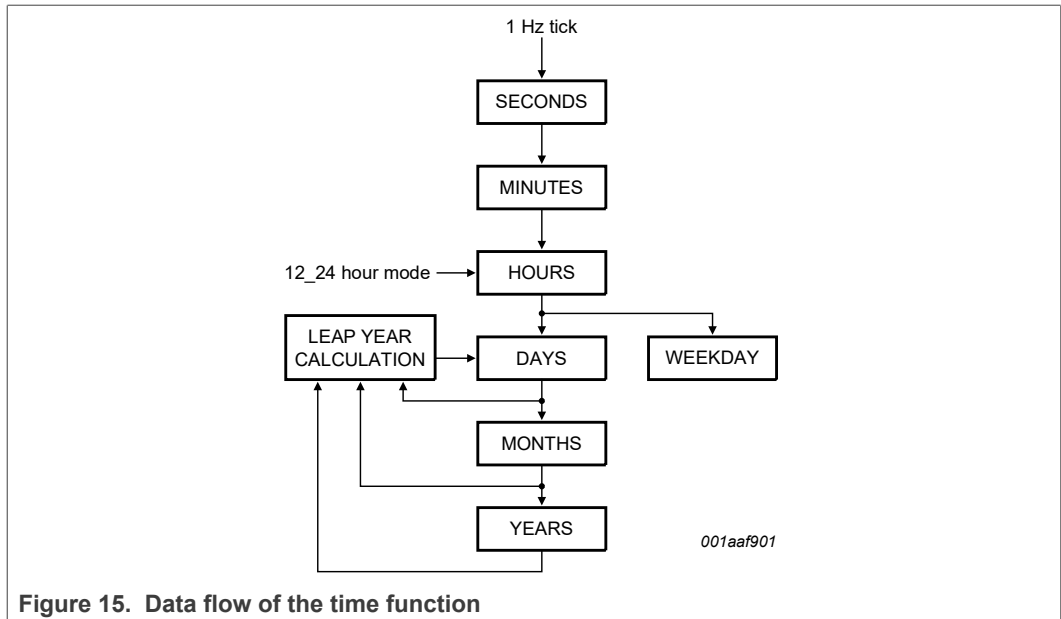 1 Hz tick
SECONDS
MINUTES
12_24 hour mode
HOURS
LEAP YEAR
CALCULATION
DAYS
WEEKDAY
MONTHS
YEARS
001aaf901
Figure 15. Data flow of the time function